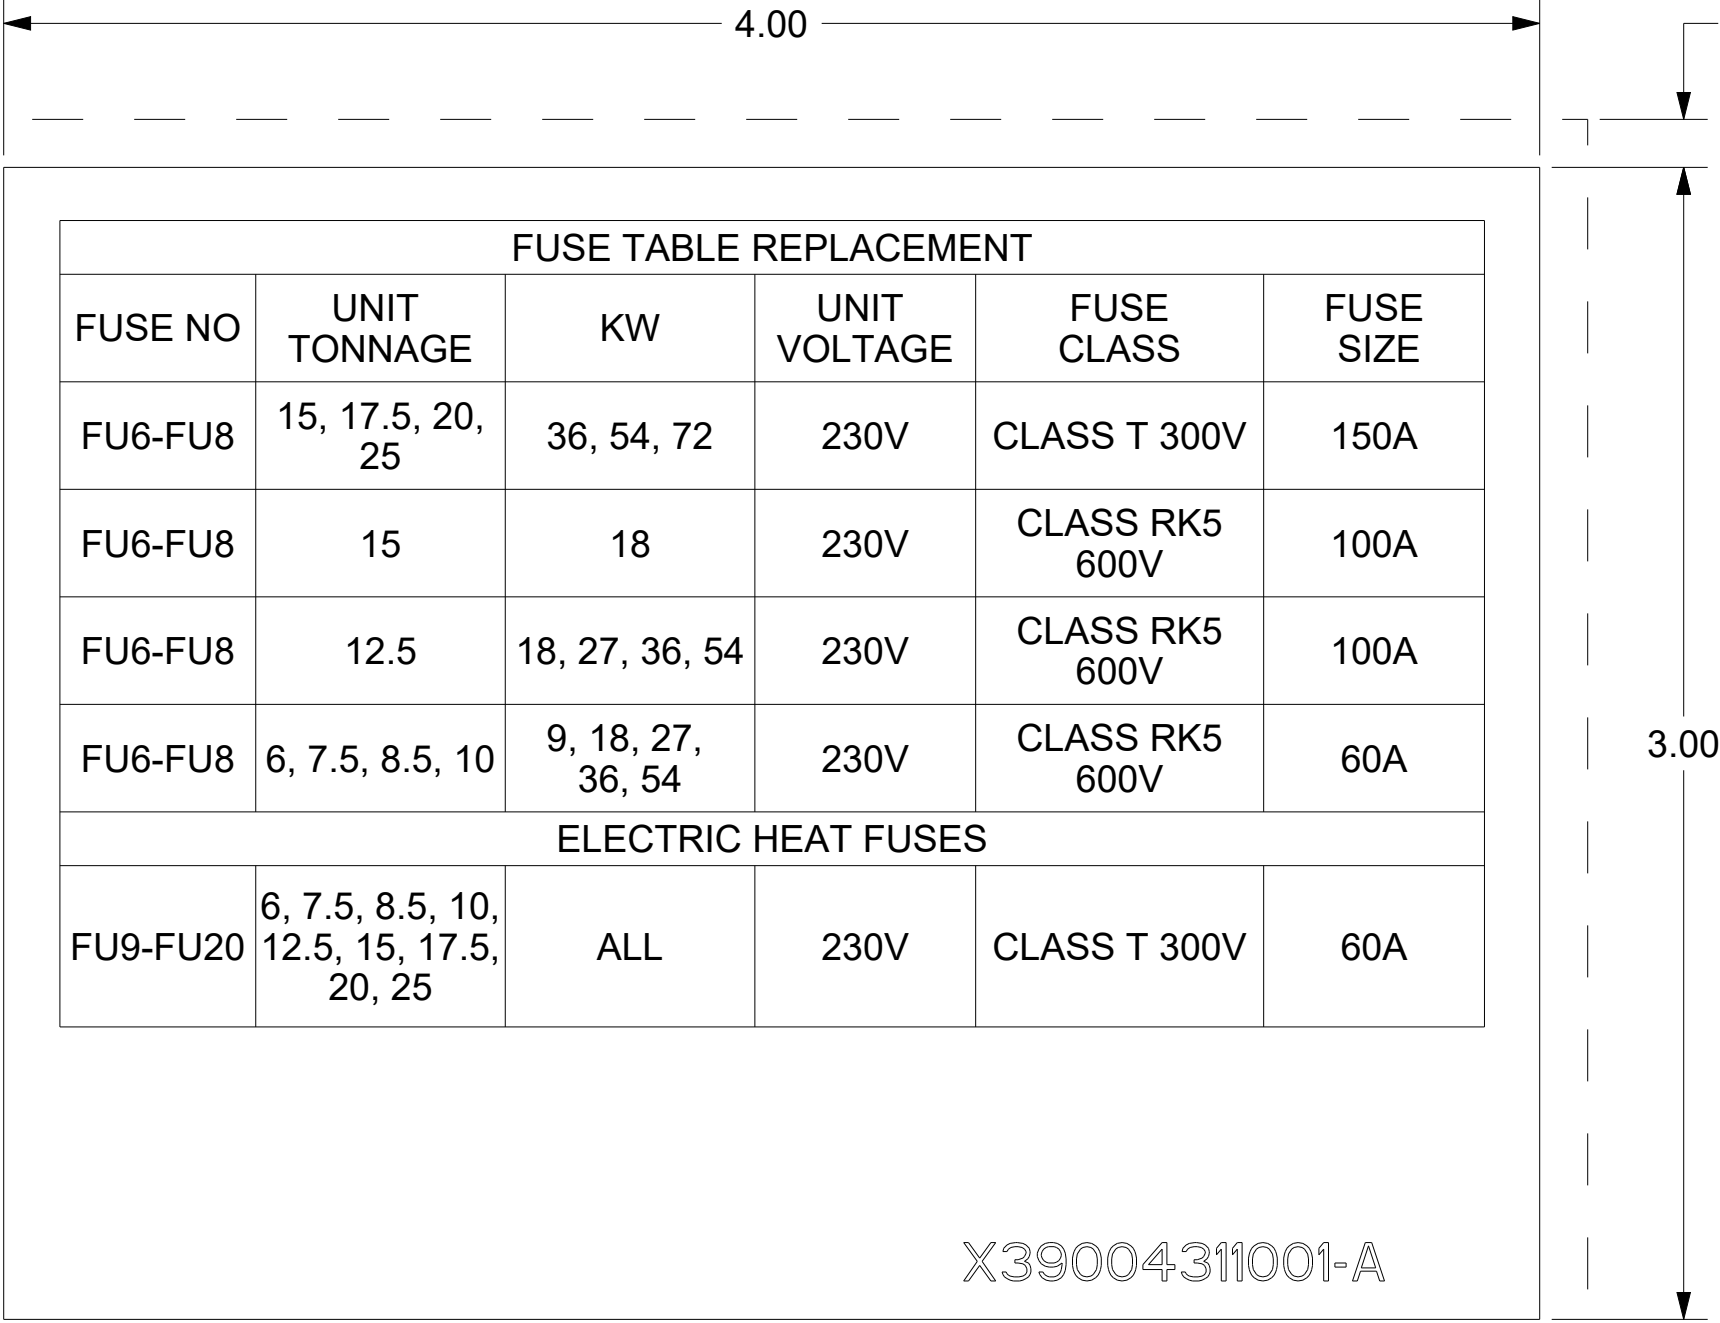 4.00
FUSE TABLE REPLACEMENT
FUSE NO
UNIT
TONNAGE
KW
UNIT
VOLTAGE
FUSE
CLASS
FUSE
SIZE
FU6-FU8
15, 17.5, 20,
25
36, 54, 72
230V
CLASS T 300V
150A
FU6-FU8
15
18
230V
CLASS RK5
600V
100A
FU6-FU8
12.5
18, 27, 36, 54
230V
CLASS RK5
600V
100A
FU6-FU8
6, 7.5, 8.5, 10
9, 18, 27,
36, 54
230V
CLASS RK5
600V
60A
3.00
ELECTRIC HEAT FUSES
FU9-FU20
6, 7.5, 8.5, 10,
12.5, 15, 17.5,
20, 25
ALL
230V
CLASS T 300V
60A
X39004311001-A